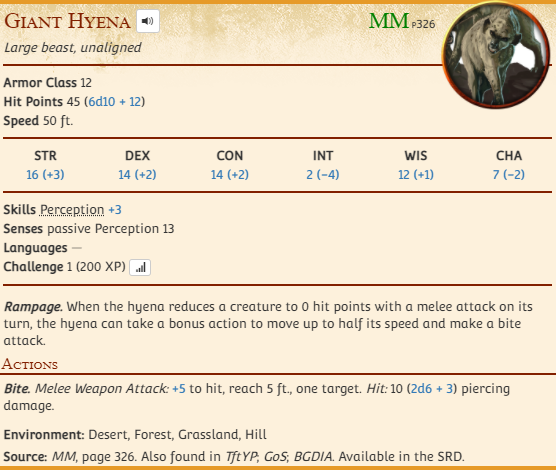 Giant Hyena MM p326
Large beast, unaligned
Armor Class 12
Hit Points 45 (6d10 + 12)
Speed 50 ft.
STR DEX CON INT WIS CHA
16 (+3) 14 (+2) 14 (+2) 2 (−4) 12 (+1) 7 (−2)
Skills Perception +3
Senses passive Perception 13
Languages —
Challenge 1 (200 XP)
Rampage. When the hyena reduces a creature to 0 hit points with a melee attack on its
turn, the hyena can take a bonus action to move up to half its speed and make a bite
attack.
Actions
Bite. Melee Weapon Attack: +5 to hit, reach 5 ft., one target. Hit: 10 (2d6 + 3) piercing
damage.
Environment: Desert, Forest, Grassland, Hill
Source: MM, page 326. Also found in TftYP; GoS; BGDIA. Available in the SRD.